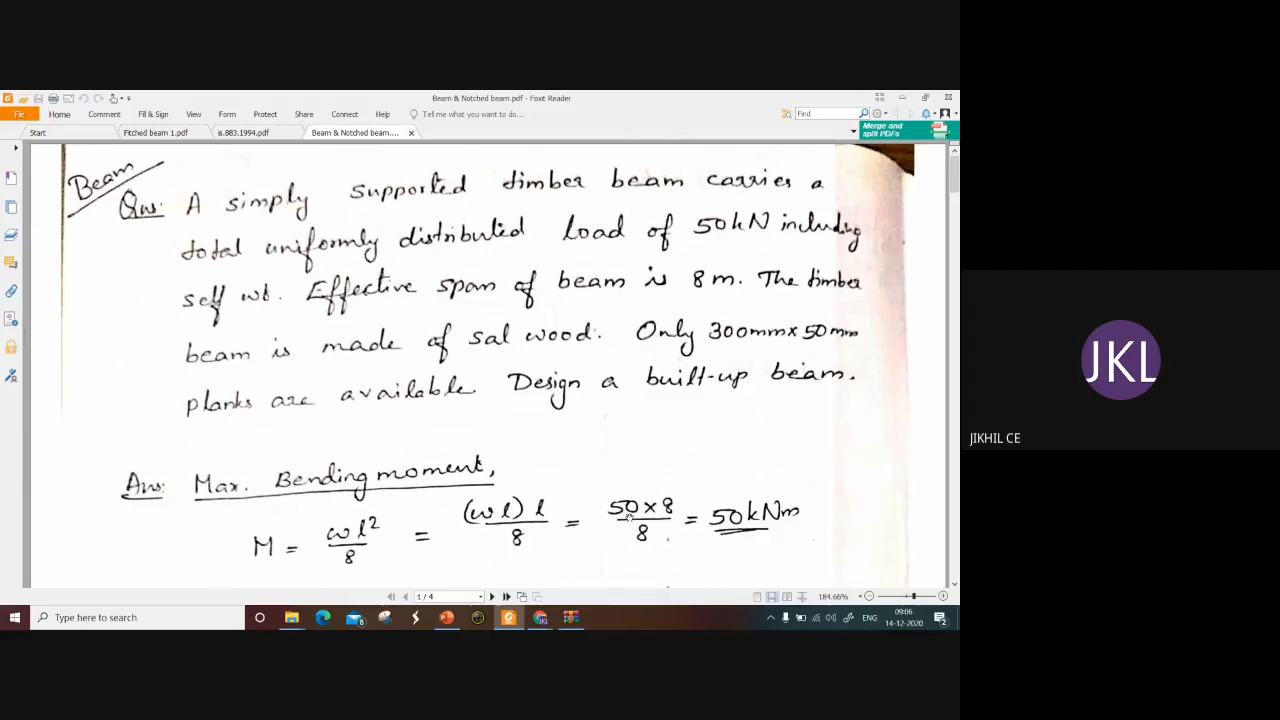 Beam & Notched beam.pdf - Foxit Reader
File Home Comment Fill & Sign View Form Protect Share Connect Help Tell me what you want to do...
Find
Merge and split PDFs
Start Fitched beam 1.pdf is.883.1994.pdf Beam & Notched beam....
Beam
Qns: A simply supported timber beam carries a
total uniformly distributed load of 50kN including
self wt. Effective span of beam is 8 m. The timber
beam is made of sal wood. Only 300mm×50mm
planks are available. Design a built-up beam.
Ans: Max. Bending moment,
M = wl²/8 = (wl) l/8 = 50 × 8/8 = 50kNm
1 / 4
184.66%
Type here to search
ENG
09:06
14-12-2020
JKL
JIKHIL CE